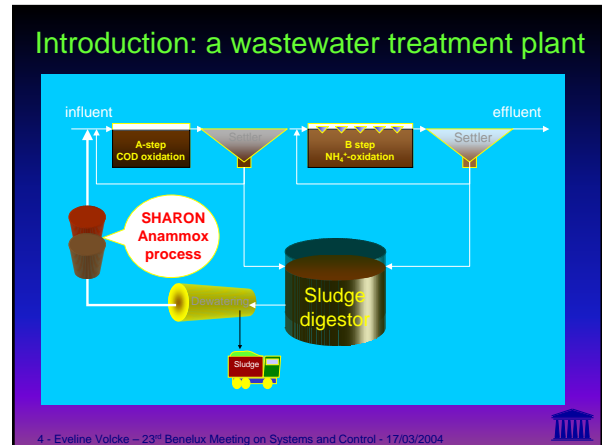 Introduction: a wastewater treatment plant
influent
effluent
Settler
Settler
A-step
COD oxidation
B step
NH₄⁺-oxidation
SHARON
Anammox
process
Sludge
digestor
Dewatering
Sludge
4 - Eveline Volcke – 23rd Benelux Meeting on Systems and Control - 17/03/2004